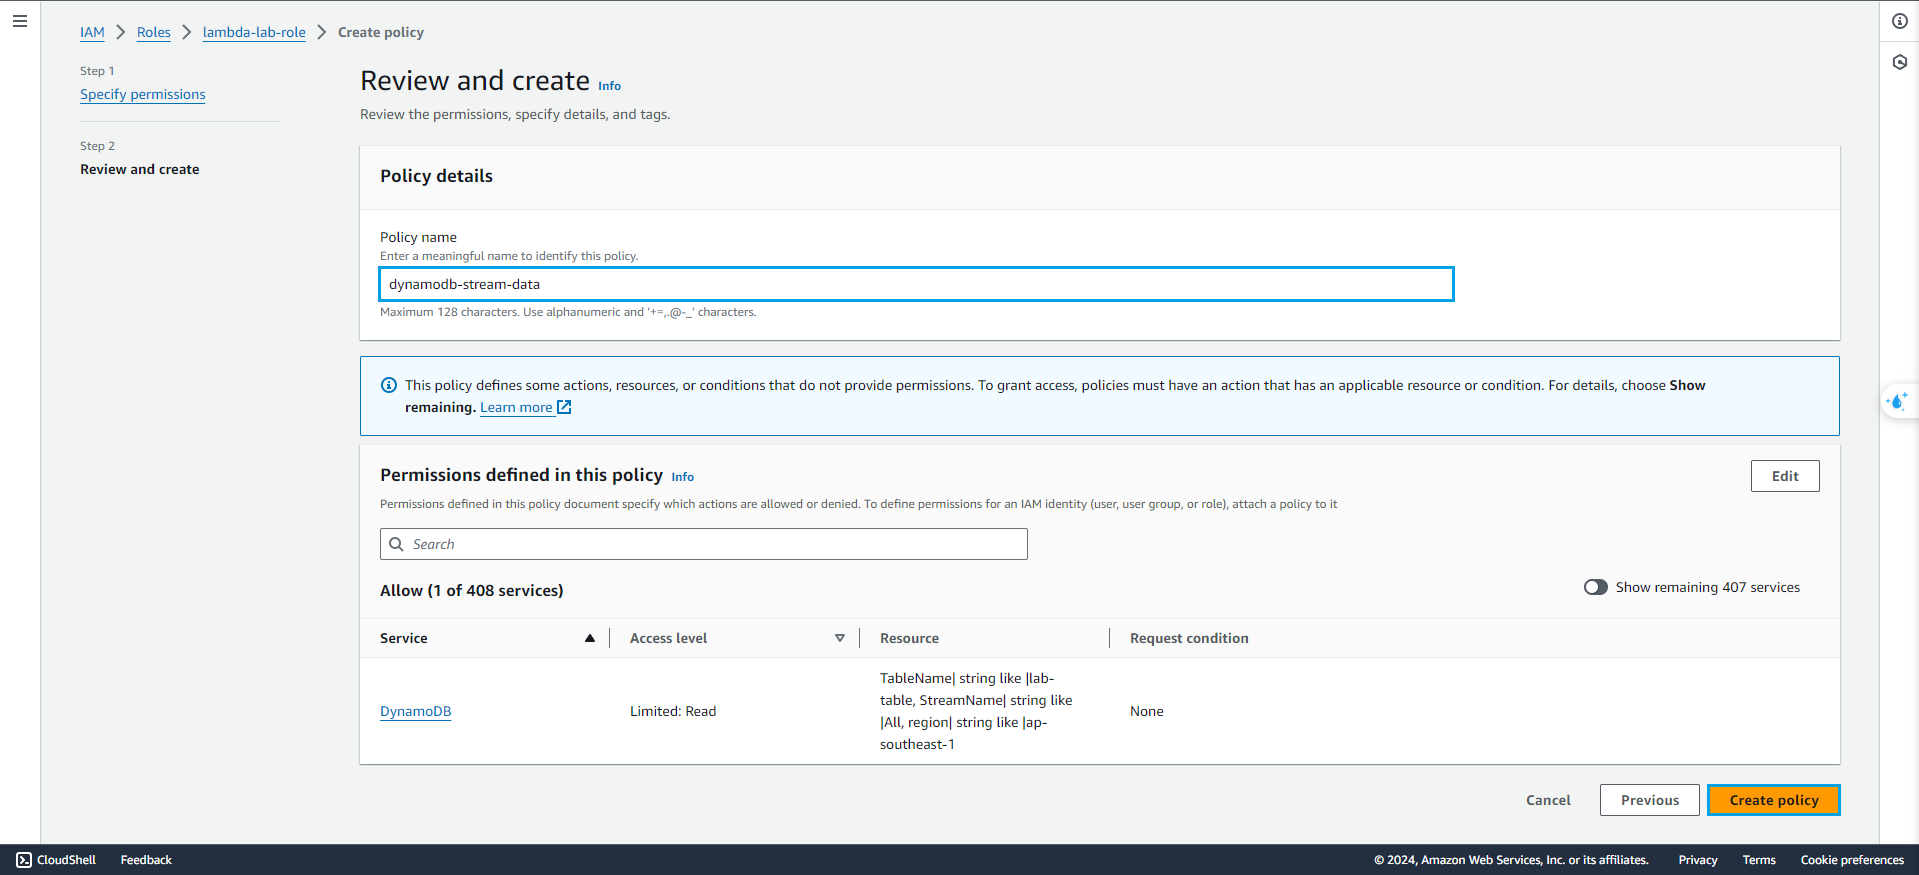 IAM > Roles > lambda-lab-role > Create policy
Step 1
Specify permissions
Step 2
Review and create
Review and create Info
Review the permissions, specify details, and tags.
Policy details
Policy name
Enter a meaningful name to identify this policy.
dynamodb-stream-data
Maximum 128 characters. Use alphanumeric and '+=,.@-_' characters.
This policy defines some actions, resources, or conditions that do not provide permissions. To grant access, policies must have an action that has an applicable resource or condition. For details, choose Show
remaining. Learn more
Permissions defined in this policy Info
Edit
Permissions defined in this policy document specify which actions are allowed or denied. To define permissions for an IAM identity (user, user group, or role), attach a policy to it
Search
Allow (1 of 408 services)
Show remaining 407 services
Service Access level Resource Request condition
DynamoDB
Limited: Read
TableName| string like |lab-
table, StreamName| string like
|All, region| string like |ap-
southeast-1
None
Cancel Previous Create policy
CloudShell Feedback © 2024, Amazon Web Services, Inc. or its affiliates. Privacy Terms Cookie preferences